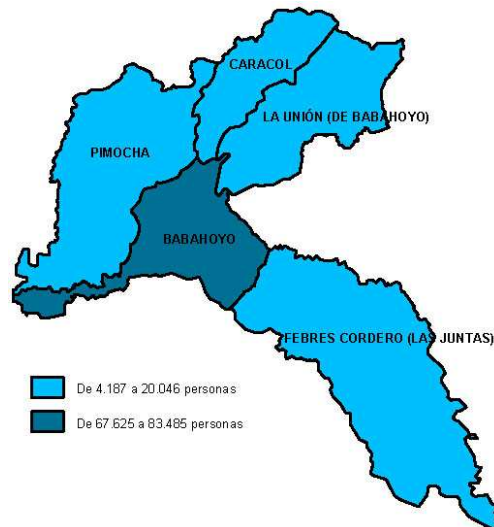 CARACOL
LA UNIÓN (DE BABAHOYO)
PIMOCHA
BABAHOYO
FEBRES CORDERO (LAS JUNTAS)
De 4.187 a 20.046 personas
De 67.625 a 83.485 personas